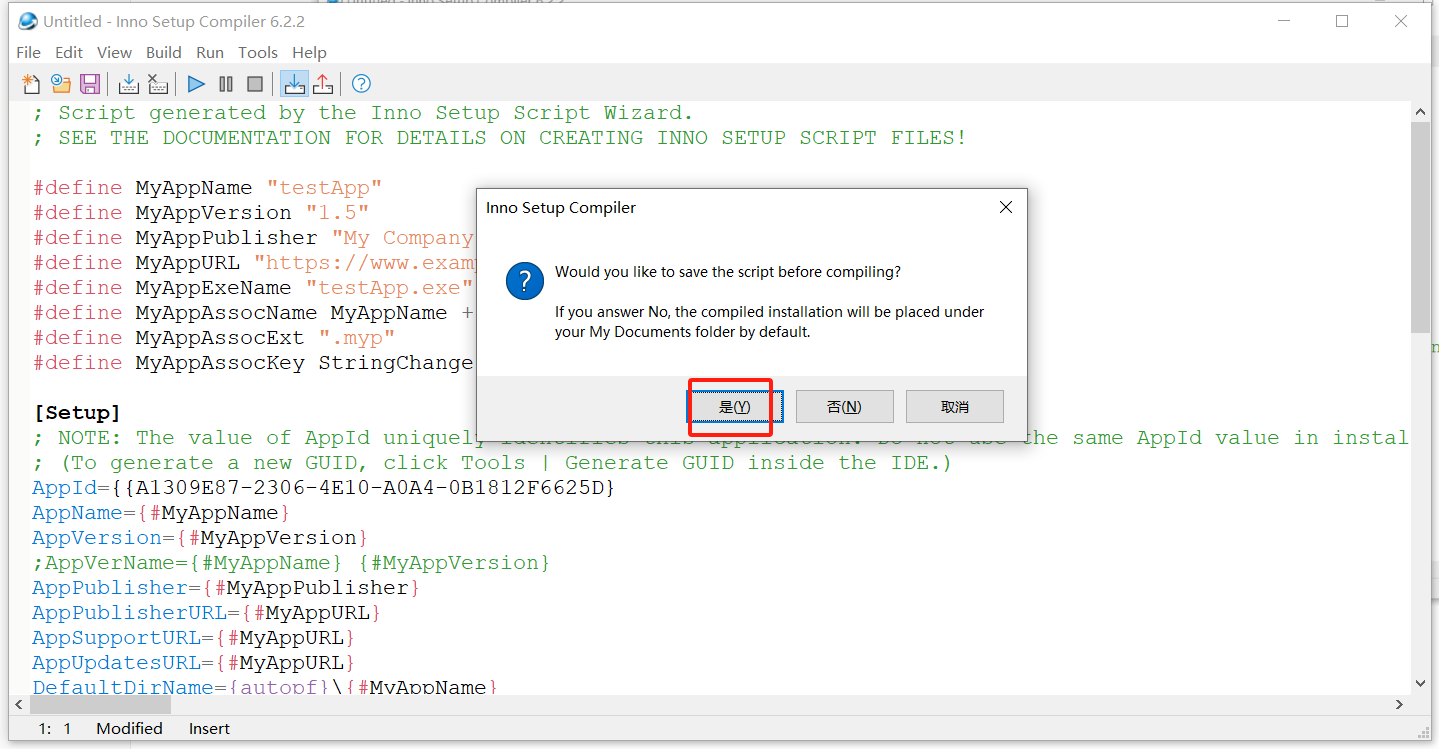 Untitled - Inno Setup Compiler 6.2.2
File Edit View Build Run Tools Help
; Script generated by the Inno Setup Script Wizard.
; SEE THE DOCUMENTATION FOR DETAILS ON CREATING INNO SETUP SCRIPT FILES!
#define MyAppName "testApp"
#define MyAppVersion "1.5"
#define MyAppPublisher "My Company
#define MyAppURL "https://www.exam
#define MyAppExeName "testApp.exe"
#define MyAppAssocName MyAppName +
#define MyAppAssocExt ".myp"
#define MyAppAssocKey StringChange
Inno Setup Compiler
Would you like to save the script before compiling?
If you answer No, the compiled installation will be placed under
your My Documents folder by default.
是(Y) 否(N) 取消
[Setup]
; NOTE: The value of AppId uniquely identifies this application. Do not use the same AppId value in instal
; (To generate a new GUID, click Tools | Generate GUID inside the IDE.)
AppId={{A1309E87-2306-4E10-A0A4-0B1812F6625D}
AppName={#MyAppName}
AppVersion={#MyAppVersion}
;AppVerName={#MyAppName} {#MyAppVersion}
AppPublisher={#MyAppPublisher}
AppPublisherURL={#MyAppURL}
AppSupportURL={#MyAppURL}
AppUpdatesURL={#MyAppURL}
DefaultDirName={autopf}\{#MyAppName}
1: 1 Modified Insert